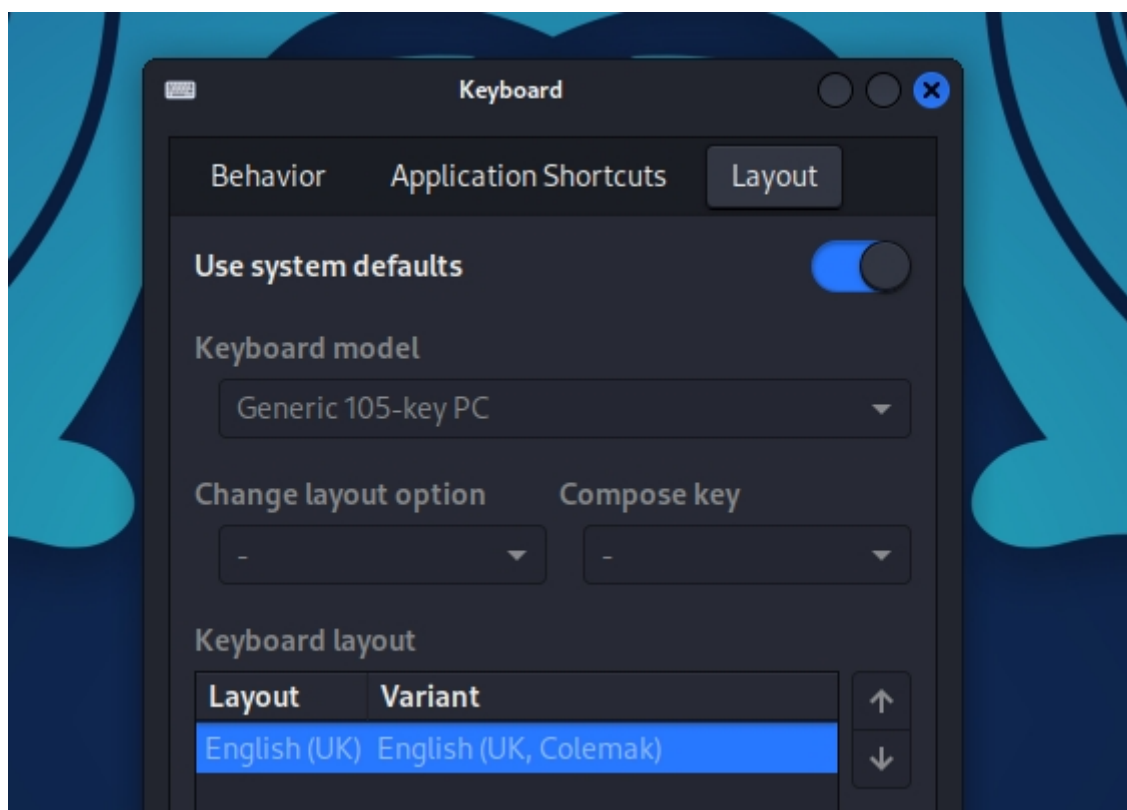 Keyboard
Behavior Application Shortcuts Layout
Use system defaults
Keyboard model
Generic 105-key PC
Change layout option Compose key
- -
Keyboard layout
Layout Variant
English (UK) English (UK, Colemak)